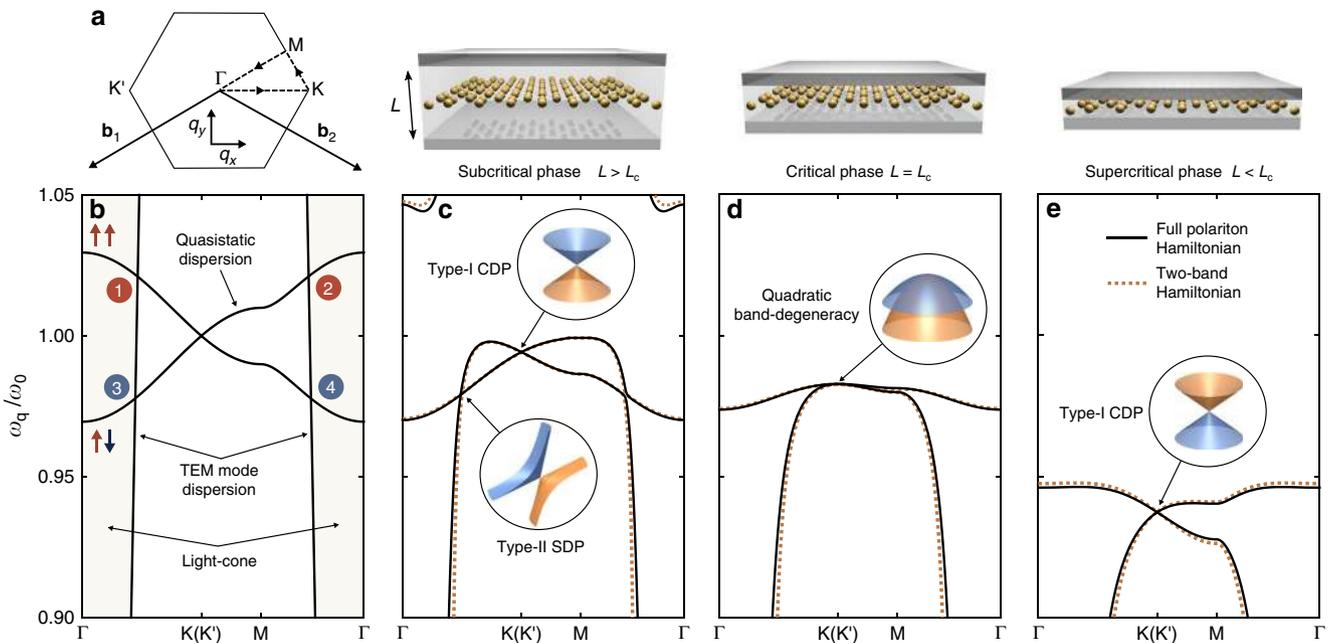 a
M
K'
Γ
K
b₁
b₂
q_y
q_x
L
Subcritical phase L > L_c
Critical phase L = L_c
Supercritical phase L < L_c
ω_q/ω_0
1.05
1.00
0.95
0.90
b
Quasistatic
dispersion
1
2
3
4
TEM mode
dispersion
Light-cone
Γ
K(K')
M
Γ
c
Type-I CDP
Type-II SDP
Γ
K(K')
M
Γ
d
Quadratic
band-degeneracy
Γ
K(K')
M
Γ
e
Full polariton
Hamiltonian
Two-band
Hamiltonian
Type-I CDP
Γ
K(K')
M
Γ